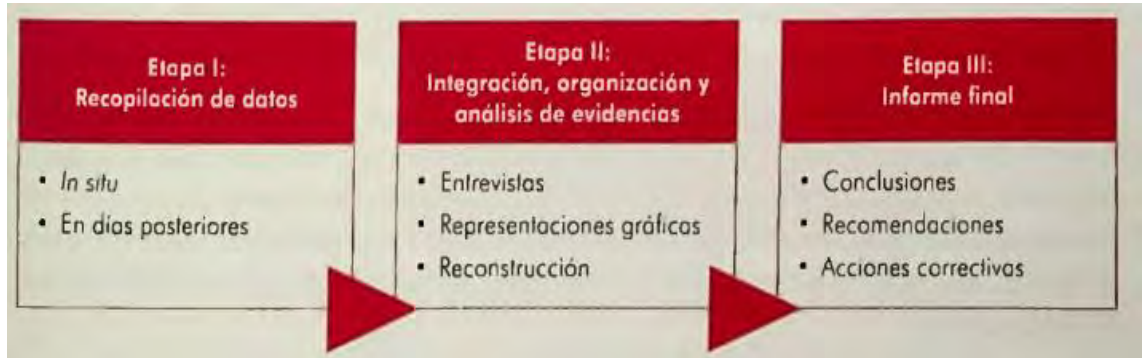 Etapa I:
Recopilación de datos
• In situ
• En días posteriores
Etapa II:
Integración, organización y
análisis de evidencias
• Entrevistas
• Representaciones gráficas
• Reconstrucción
Etapa III:
Informe final
• Conclusiones
• Recomendaciones
• Acciones correctivas